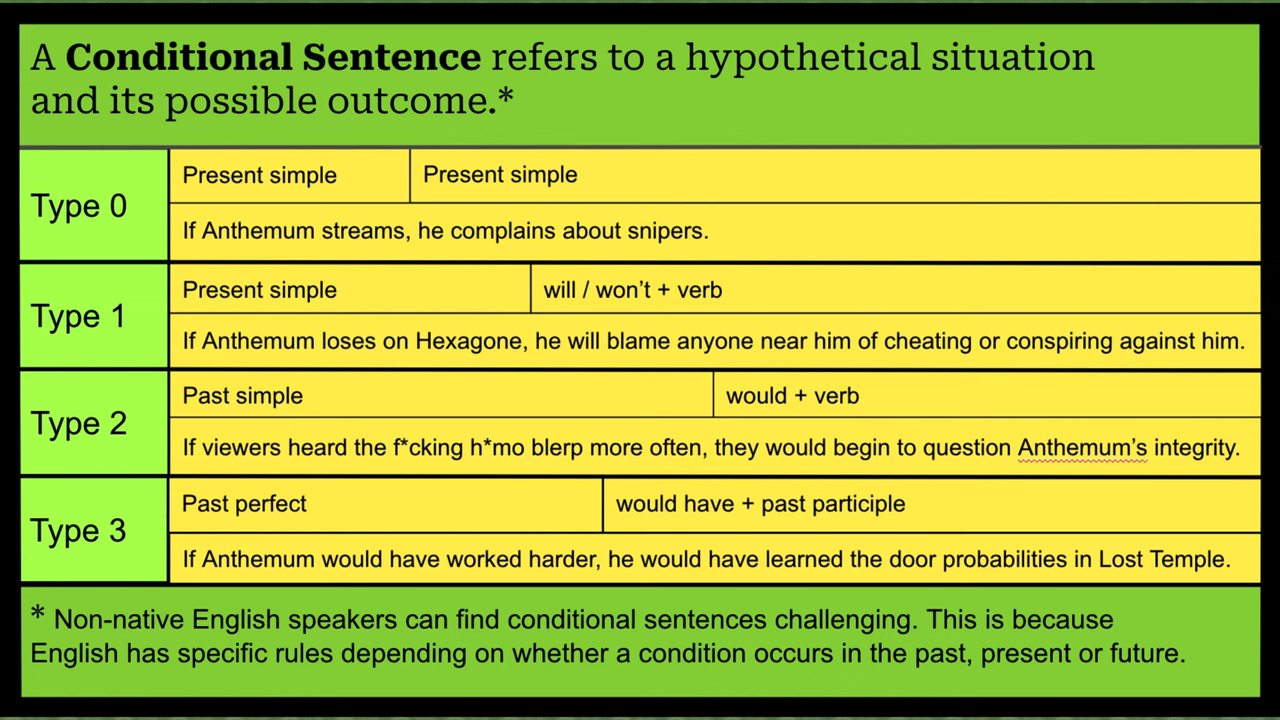 A Conditional Sentence refers to a hypothetical situation
and its possible outcome.*
Type 0
Present simple
Present simple
If Anthemum streams, he complains about snipers.
Type 1
Present simple
will / won’t + verb
If Anthemum loses on Hexagone, he will blame anyone near him of cheating or conspiring against him.
Type 2
Past simple
would + verb
If viewers heard the f*cking h*mo blerp more often, they would begin to question Anthemum’s integrity.
Type 3
Past perfect
would have + past participle
If Anthemum would have worked harder, he would have learned the door probabilities in Lost Temple.
* Non-native English speakers can find conditional sentences challenging. This is because
English has specific rules depending on whether a condition occurs in the past, present or future.